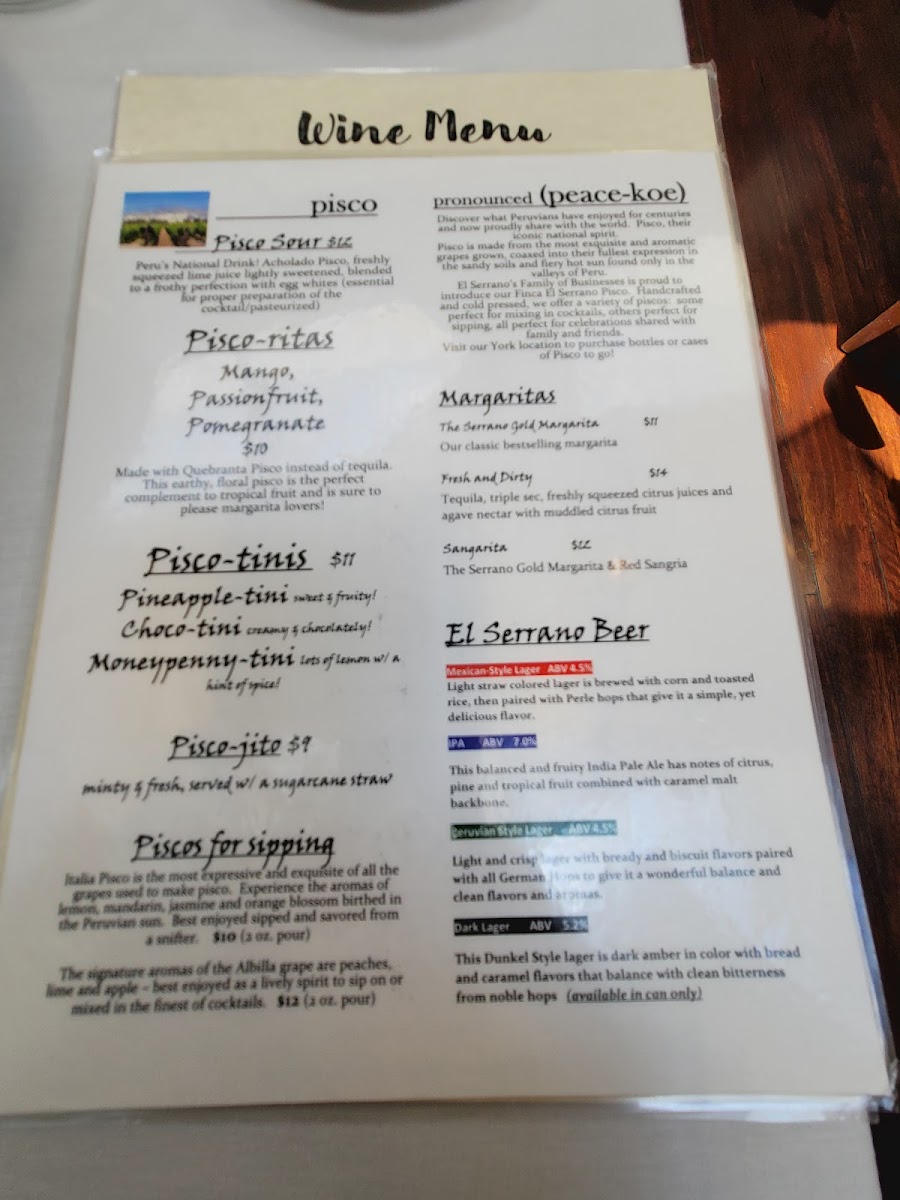 Wine Menu
pisco
Pisco Sour $12
Peru's National Drink! Acholado Pisco, freshly
squeezed lime juice lightly sweetened, blended
to a frothy perfection with egg whites (essential
for proper preparation of the
cocktail/pasteurized)
Pisco-ritas
Mango,
Passionfruit,
Pomegranate
$10
Made with Quebranta Pisco instead of tequila.
This earthy, floral pisco is the perfect
complement to tropical fruit and is sure to
please margarita lovers!
Pisco-tinis $11
Pineapple-tini sweet & fruity!
Choco-tini creamy & chocolately!
Moneypenny-tini lots of lemon w/ a
hint of spice!
Pisco-jito $9
minty & fresh, served w/ a sugarcane straw
Piscos for sipping
Italia Pisco is the most expressive and exquisite of all the
grapes used to make pisco. Experience the aromas of
lemon, mandarin, jasmine and orange blossom birthed in
the Peruvian sun. Best enjoyed sipped and savored from
a snifter. $10 (2 oz. pour)
The signature aromas of the Albilla grape are peaches,
lime and apple – best enjoyed as a lively spirit to sip on or
mixed in the finest of cocktails. $12 (2 oz. pour)
pronounced (peace-koe)
Discover what Peruvians have enjoyed for centuries
and now proudly share with the world. Pisco, their
iconic national spirit.
Pisco is made from the most exquisite and aromatic
grapes grown, coaxed into their fullest expression in
the sandy soils and fiery hot sun found only in the
valleys of Peru.
El Serrano's Family of Businesses is proud to
introduce our Finca El Serrano Pisco. Handcrafted
and cold pressed, we offer a variety of piscos: some
perfect for mixing in cocktails, others perfect for
sipping, all perfect for celebrations shared with
family and friends.
Visit our York location to purchase bottles or cases
of Pisco to go!
Margaritas
The Serrano Gold Margarita $11
Our classic bestselling margarita
Fresh and Dirty $14
Tequila, triple sec, freshly squeezed citrus juices and
agave nectar with muddled citrus fruit
Sangarita $12
The Serrano Gold Margarita & Red Sangria
El Serrano Beer
Mexican-Style Lager ABV 4.5%
Light straw colored lager is brewed with corn and toasted
rice, then paired with Perle hops that give it a simple, yet
delicious flavor.
IPA ABV 7.0%
This balanced and fruity India Pale Ale has notes of citrus,
pine and tropical fruit combined with caramel malt
backbone.
Peruvian Style Lager ABV 4.5%
Light and crisp lager with bready and biscuit flavors paired
with all German Hops to give it a wonderful balance and
clean flavors and aromas.
Dark Lager ABV 5.2%
This Dunkel Style lager is dark amber in color with bread
and caramel flavors that balance with clean bitterness
from noble hops (available in can only)